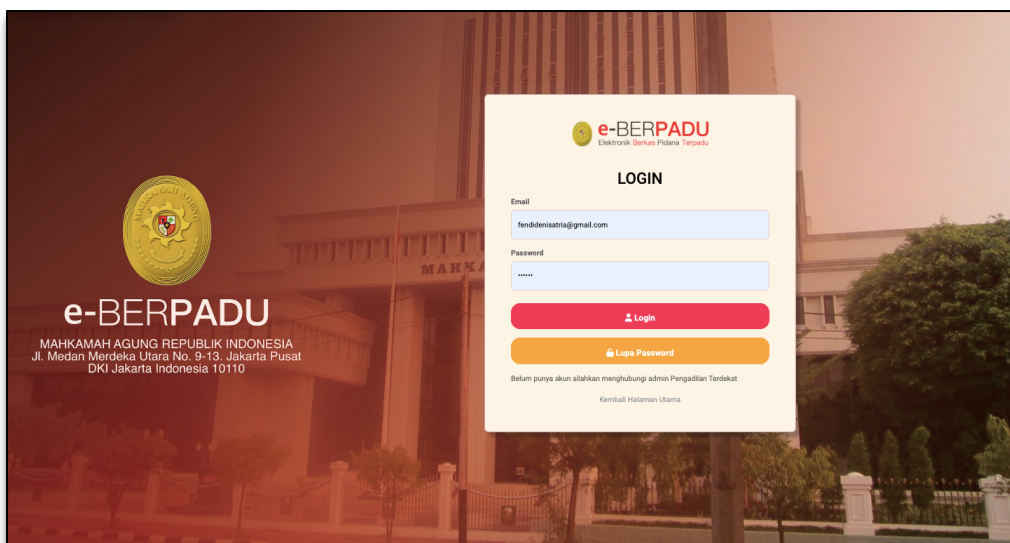 MAHKAMAH AGUNG
e-BERPADU
MAHKAMAH AGUNG REPUBLIK INDONESIA
Jl. Medan Merdeka Utara No. 9-13. Jakarta Pusat
DKI Jakarta Indonesia 10110
MAHKA
e-BERPADU
Elektronik Berkas Pidana Terpadu
LOGIN
Email
fendidenisatria@gmail.com
Password
••••••
Login
Lupa Password
Belum punya akun silahkan menghubungi admin Pengadilan Terdekat
Kembali Halaman Utama